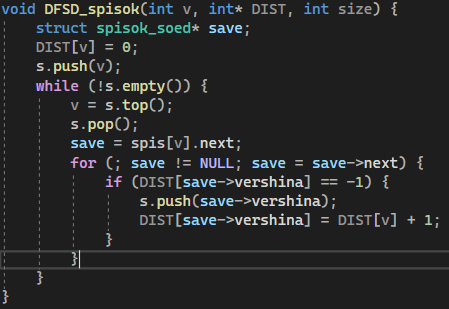 void DFSD_spisok(int v, int* DIST, int size) {
    struct spisok_soed* save;
    DIST[v] = 0;
    s.push(v);
    while (!s.empty()) {
        v = s.top();
        s.pop();
        save = spis[v].next;
        for (; save != NULL; save = save->next) {
            if (DIST[save->vershina] == -1) {
                s.push(save->vershina);
                DIST[save->vershina] = DIST[v] + 1;
            }
        }
    }
}